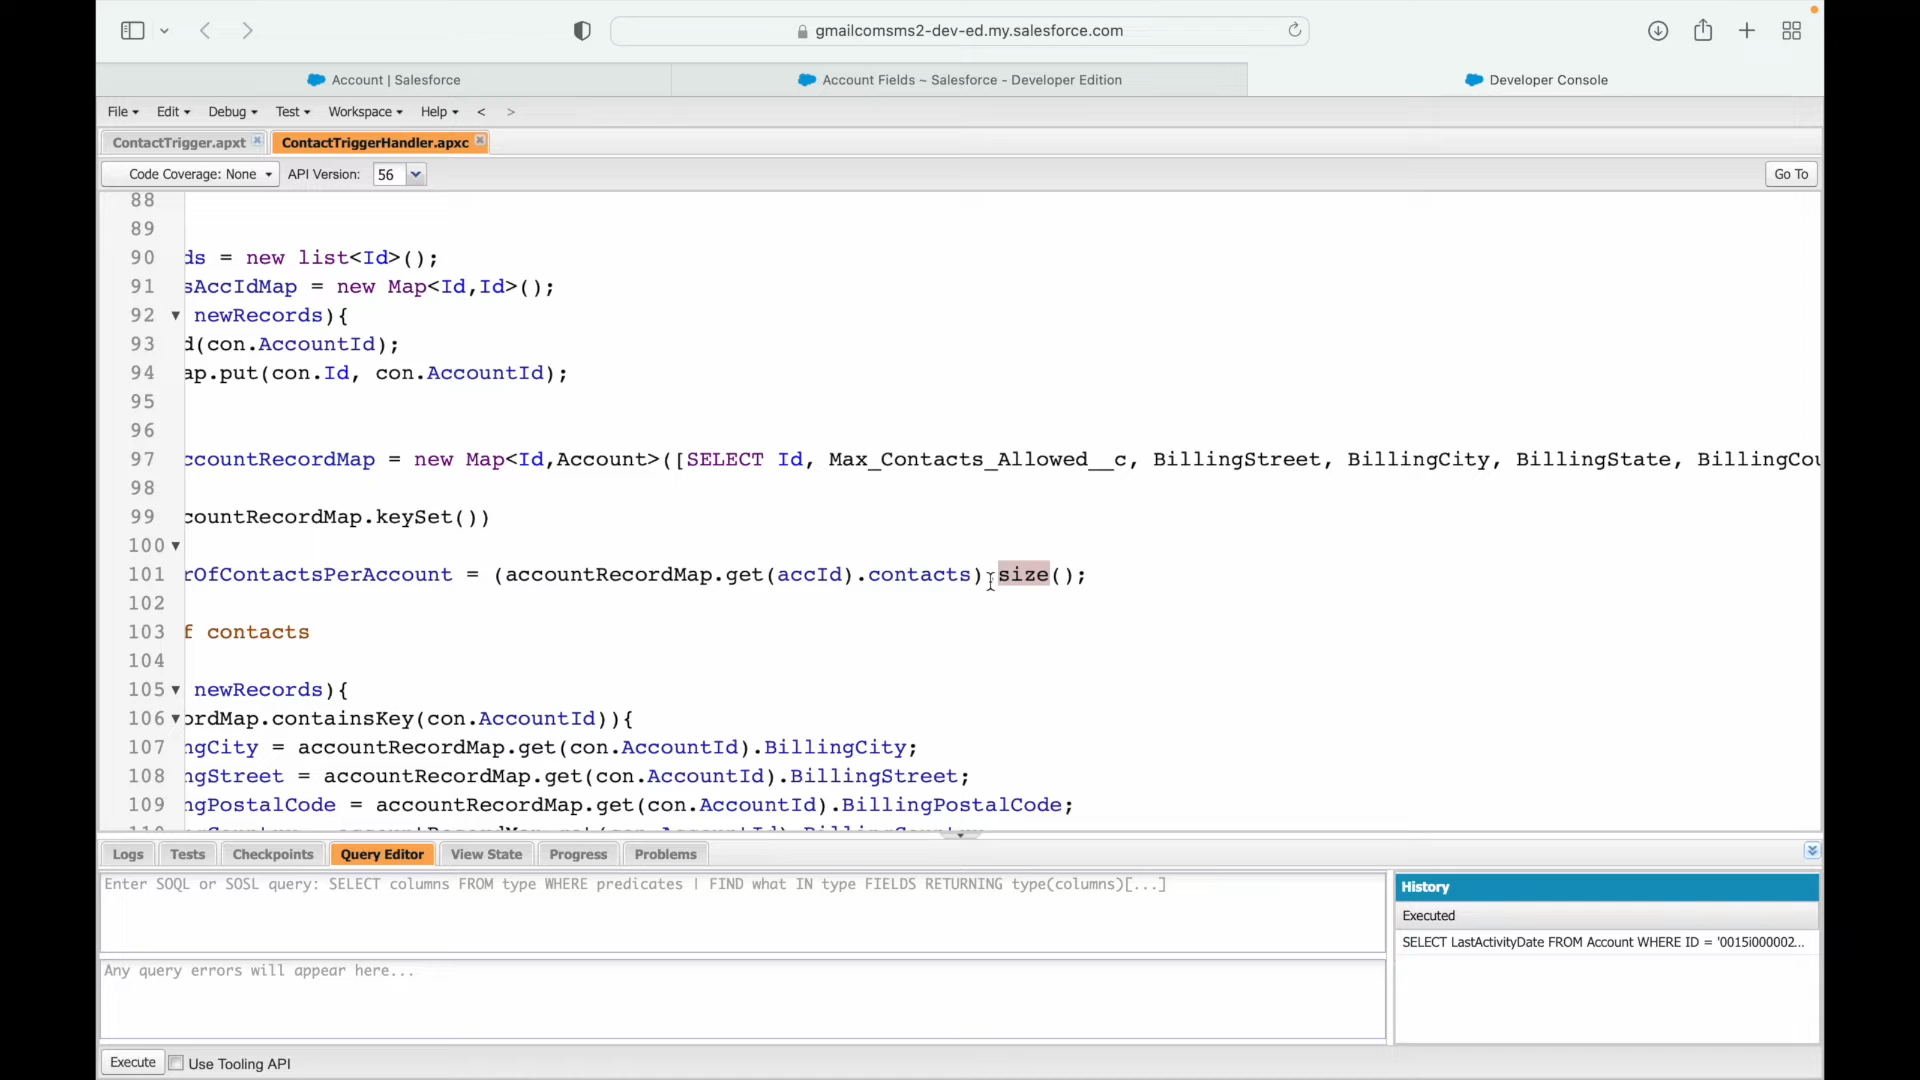 gmailcomsms2-dev-ed.my.salesforce.com
Account | Salesforce
Account Fields ~ Salesforce - Developer Edition
Developer Console
File Edit Debug Test Workspace Help < >
ContactTrigger.apxt
ContactTriggerHandler.apxc
Code Coverage: None API Version: 56 Go To
88
89
90 ds = new list<Id>();
91 sAccIdMap = new Map<Id,Id>();
92 newRecords){
93 d(con.AccountId);
94 ap.put(con.Id, con.AccountId);
95
96
97 ccountRecordMap = new Map<Id,Account>([SELECT Id, Max_Contacts_Allowed__c, BillingStreet, BillingCity, BillingState, BillingCou
98
99 countRecordMap.keySet())
100
101 rOfContactsPerAccount = (accountRecordMap.get(accId).contacts).size();
102
103 f contacts
104
105 newRecords){
106 ordMap.containsKey(con.AccountId)){
107 ngCity = accountRecordMap.get(con.AccountId).BillingCity;
108 ngStreet = accountRecordMap.get(con.AccountId).BillingStreet;
109 ngPostalCode = accountRecordMap.get(con.AccountId).BillingPostalCode;
Logs Tests Checkpoints Query Editor View State Progress Problems
Enter SOQL or SOSL query: SELECT columns FROM type WHERE predicates | FIND what IN type FIELDS RETURNING type(columns)[...]
Any query errors will appear here...
History
Executed
SELECT LastActivityDate FROM Account WHERE ID = '0015i000002...
Execute Use Tooling API